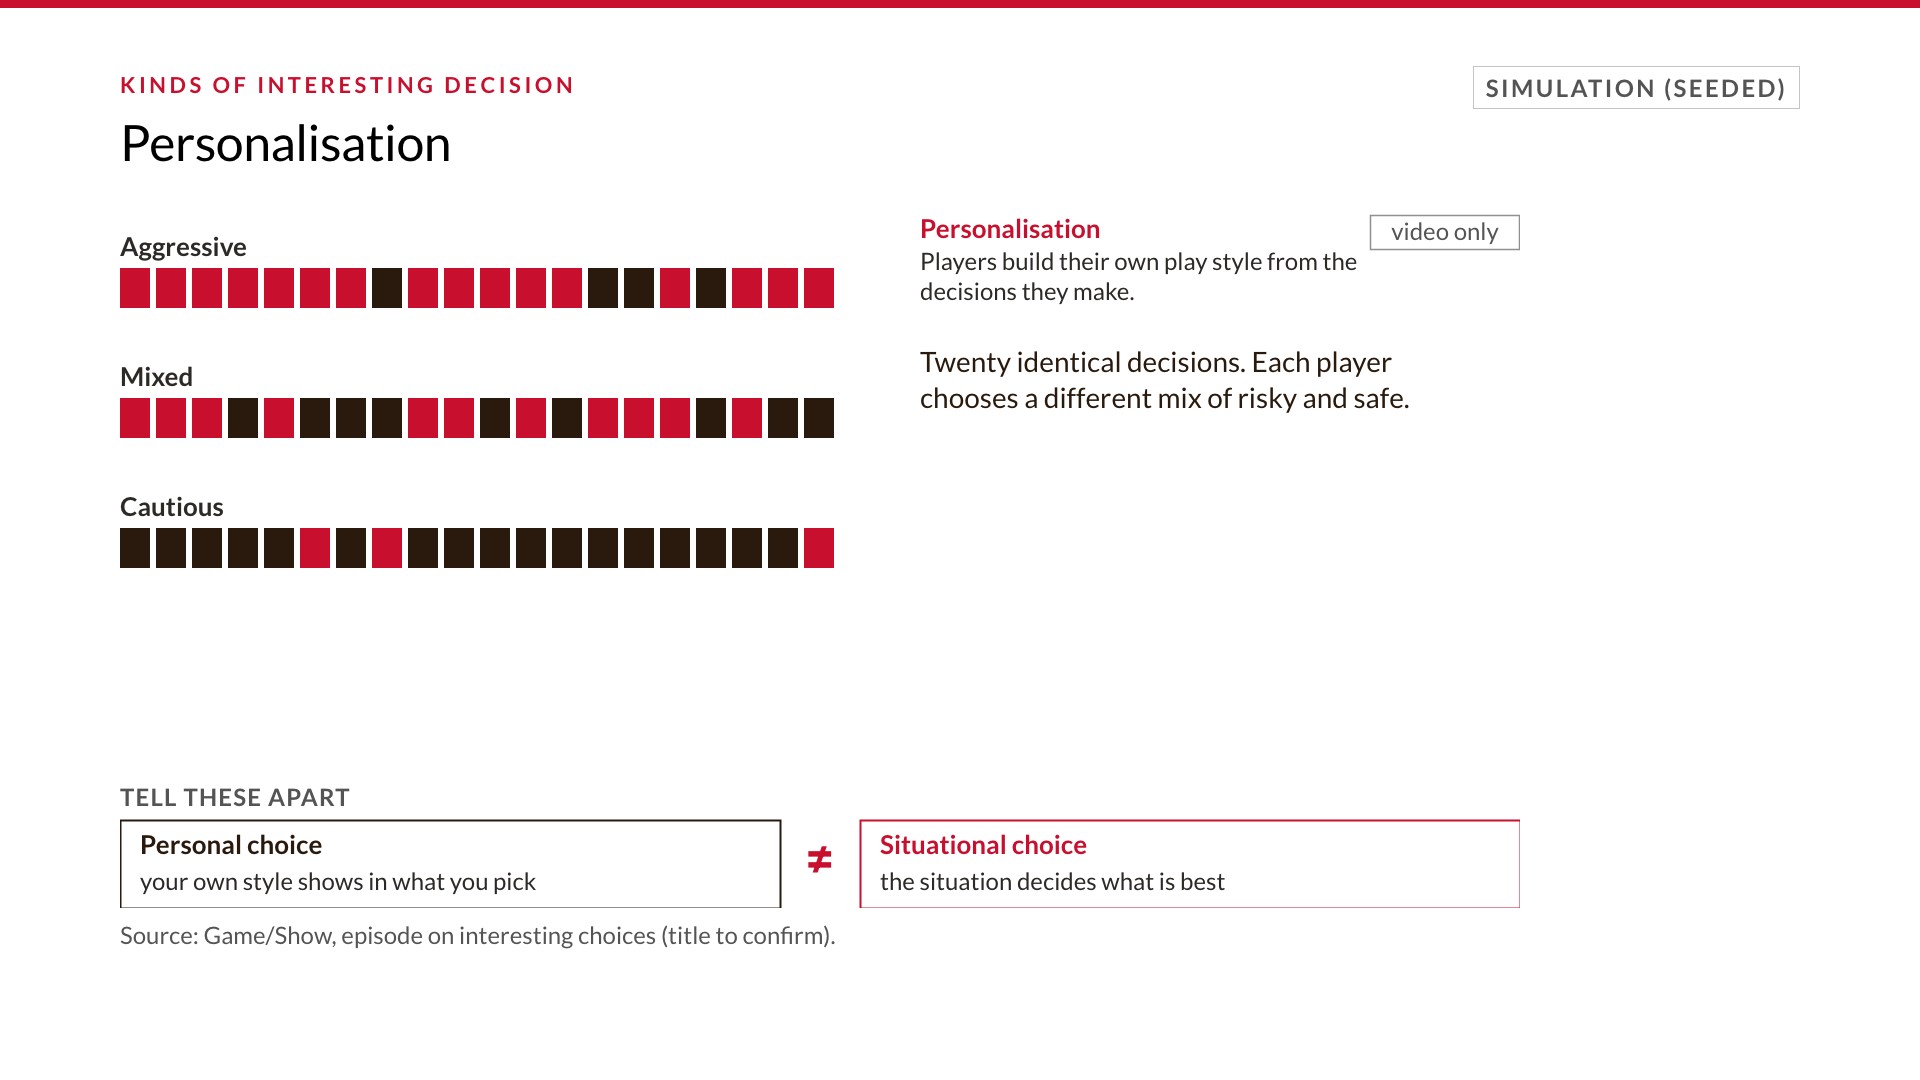 KINDS OF INTERESTING DECISION
SIMULATION (SEEDED)
Personalisation
Aggressive
Mixed
Cautious
Personalisation
video only
Players build their own play style from the
decisions they make.
Twenty identical decisions. Each player
chooses a different mix of risky and safe.
TELL THESE APART
Personal choice
your own style shows in what you pick
≠
Situational choice
the situation decides what is best
Source: Game/Show, episode on interesting choices (title to confirm).